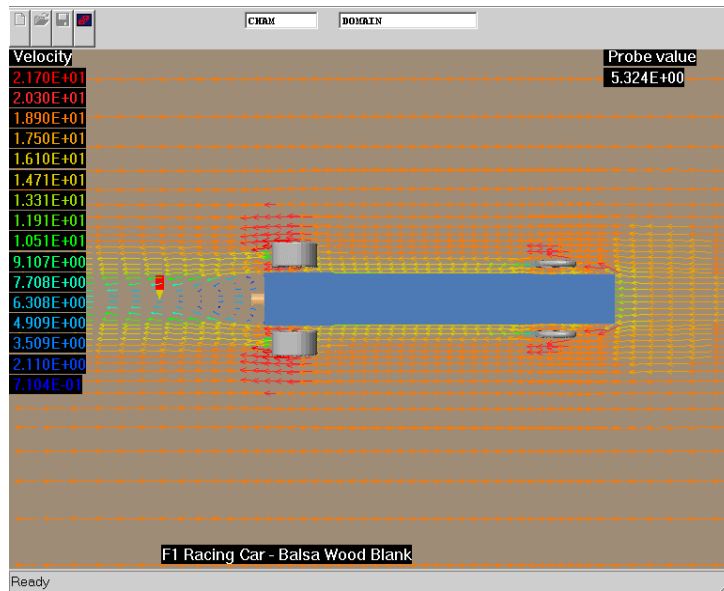 CHAM DOMAIN
Velocity Probe value
2.170E+01 5.324E+00
2.030E+01
1.890E+01
1.750E+01
1.610E+01
1.471E+01
1.331E+01
1.191E+01
1.051E+01
9.107E+00
7.708E+00
6.308E+00
4.909E+00
3.509E+00
2.110E+00
7.104E-01
F1 Racing Car - Balsa Wood Blank
Ready